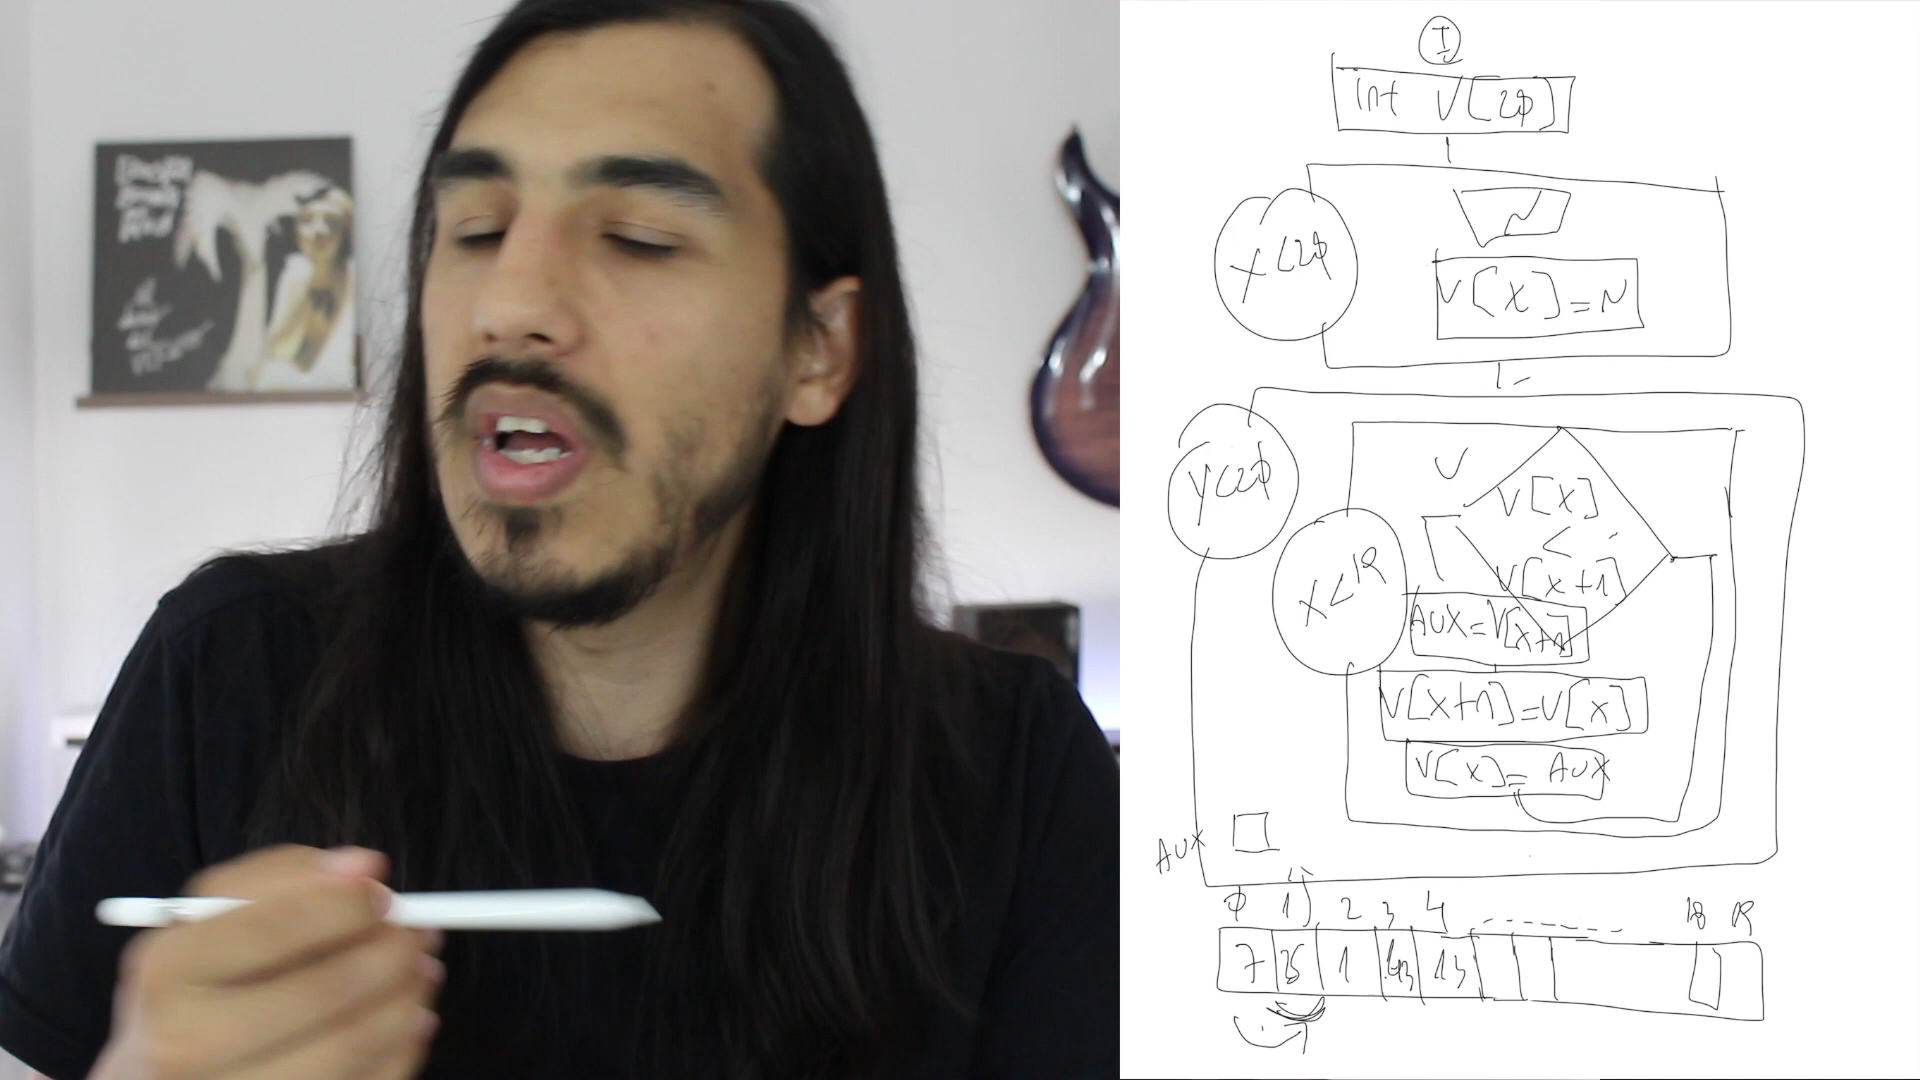 I
int V[20]
N
X<20
V[X]=N
Y<20
V
V[X]
<
V[X+1]
X<19
AUX=V[X+1]
V[X+1]=V[X]
V[X]=AUX
AUX
0 1 2 3 4 18 19
7 35 1 43 13